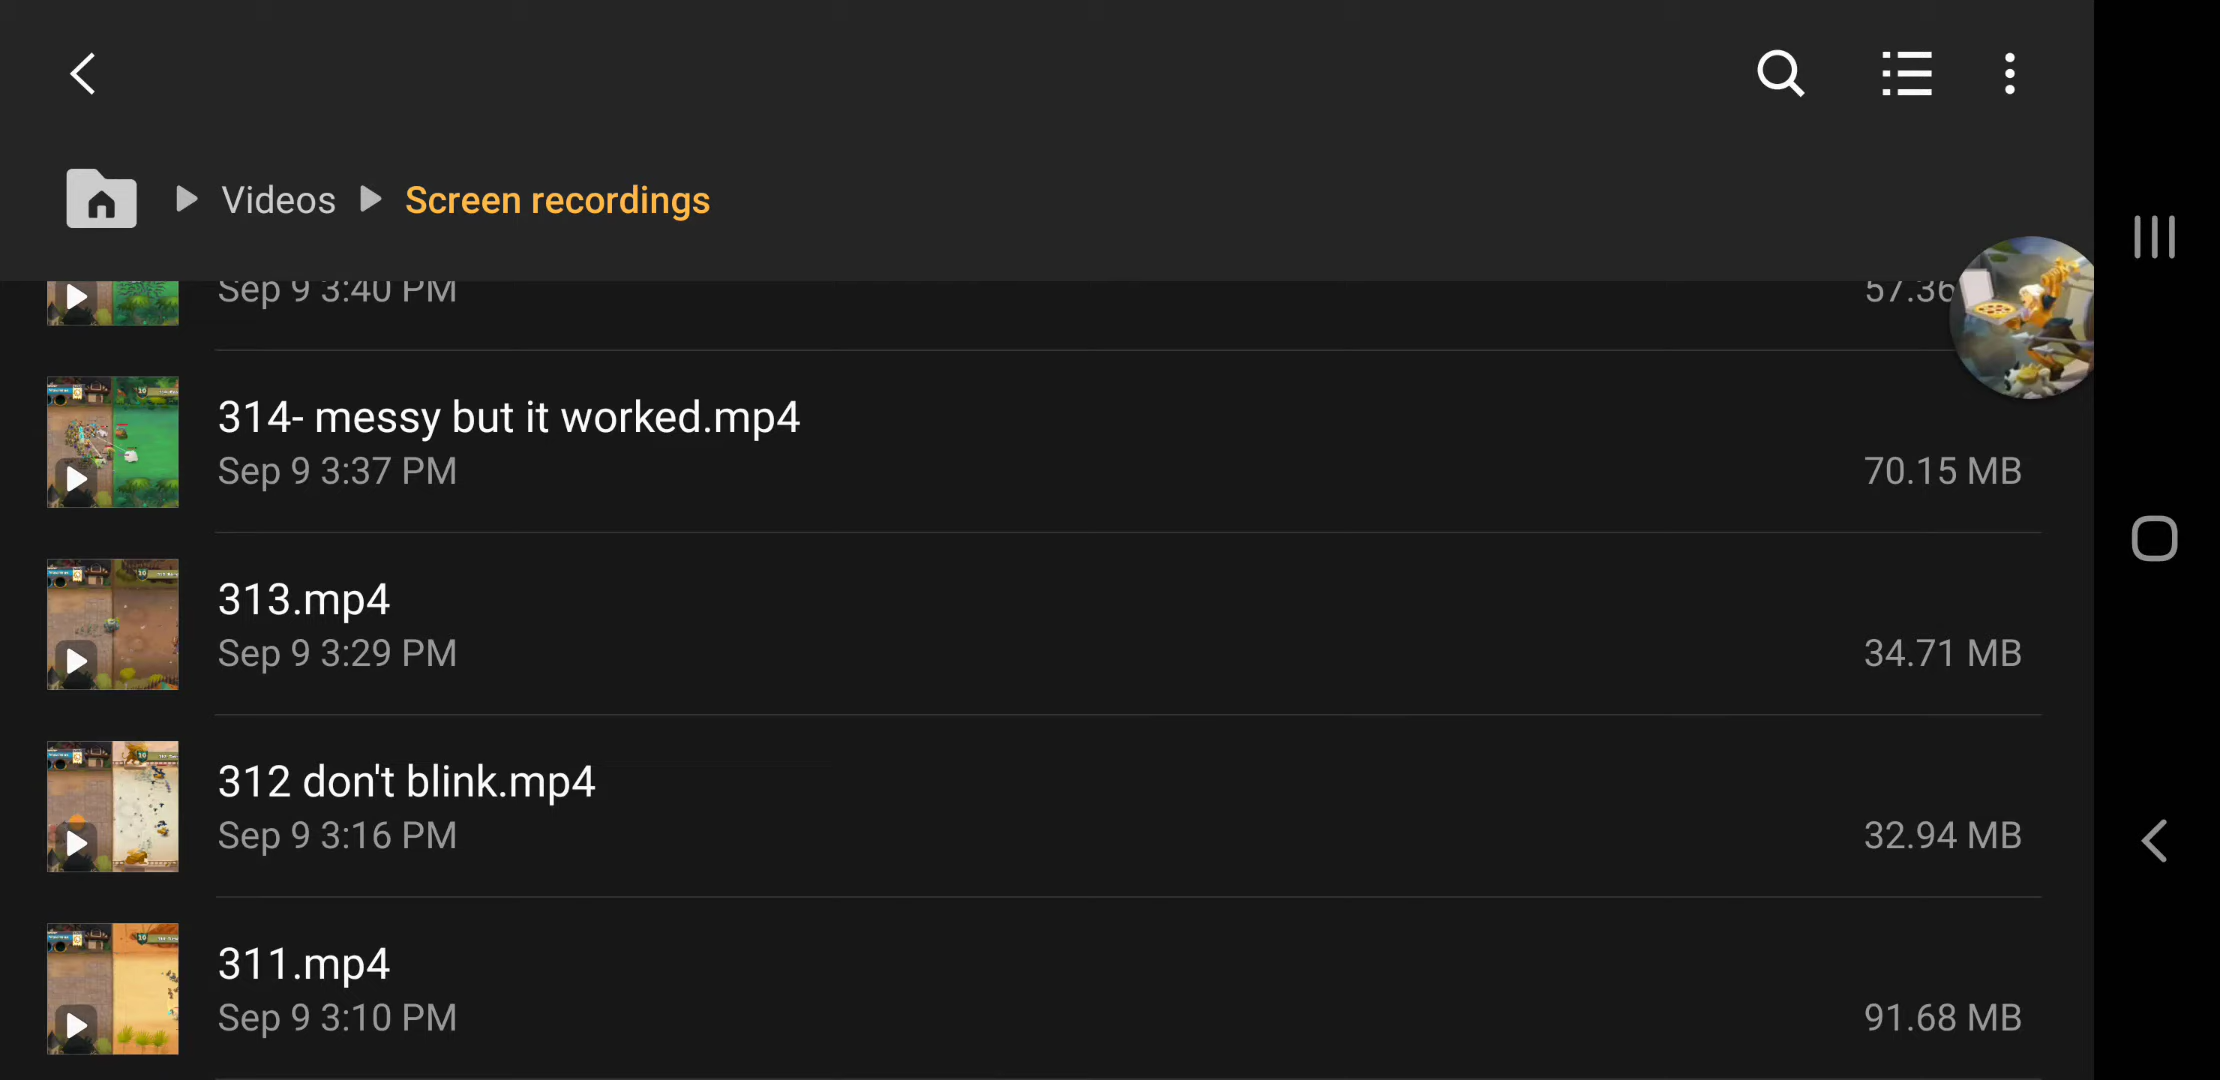 Videos Screen recordings
Sep 9 3:40 PM 57.36
314- messy but it worked.mp4
Sep 9 3:37 PM 70.15 MB
313.mp4
Sep 9 3:29 PM 34.71 MB
312 don't blink.mp4
Sep 9 3:16 PM 32.94 MB
311.mp4
Sep 9 3:10 PM 91.68 MB